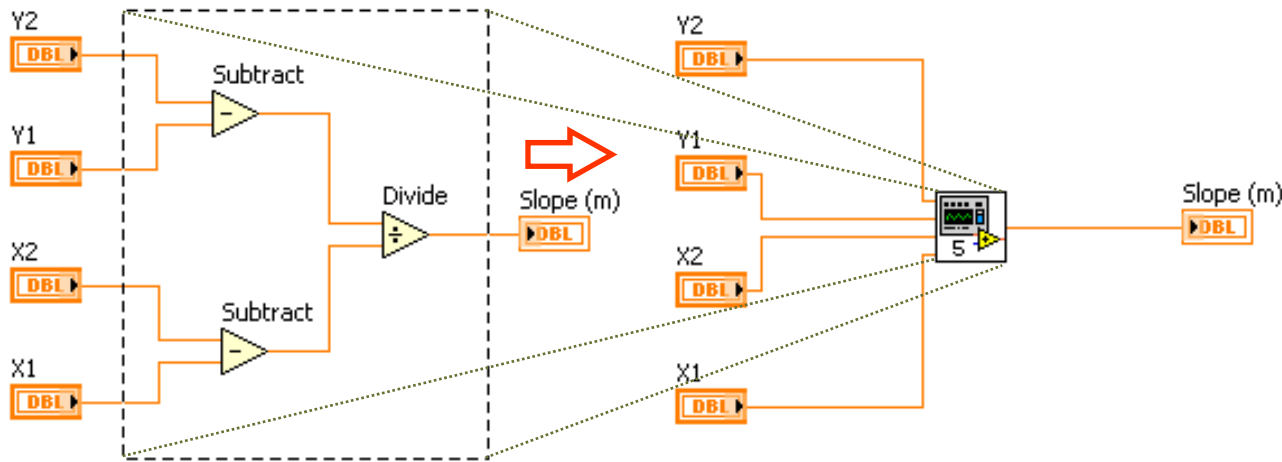 Y2
DBL
Subtract
Y1
DBL
Divide
Slope (m)
DBL
X2
DBL
Subtract
X1
DBL
Y2
DBL
Y1
DBL
X2
DBL
X1
DBL
5
Slope (m)
DBL